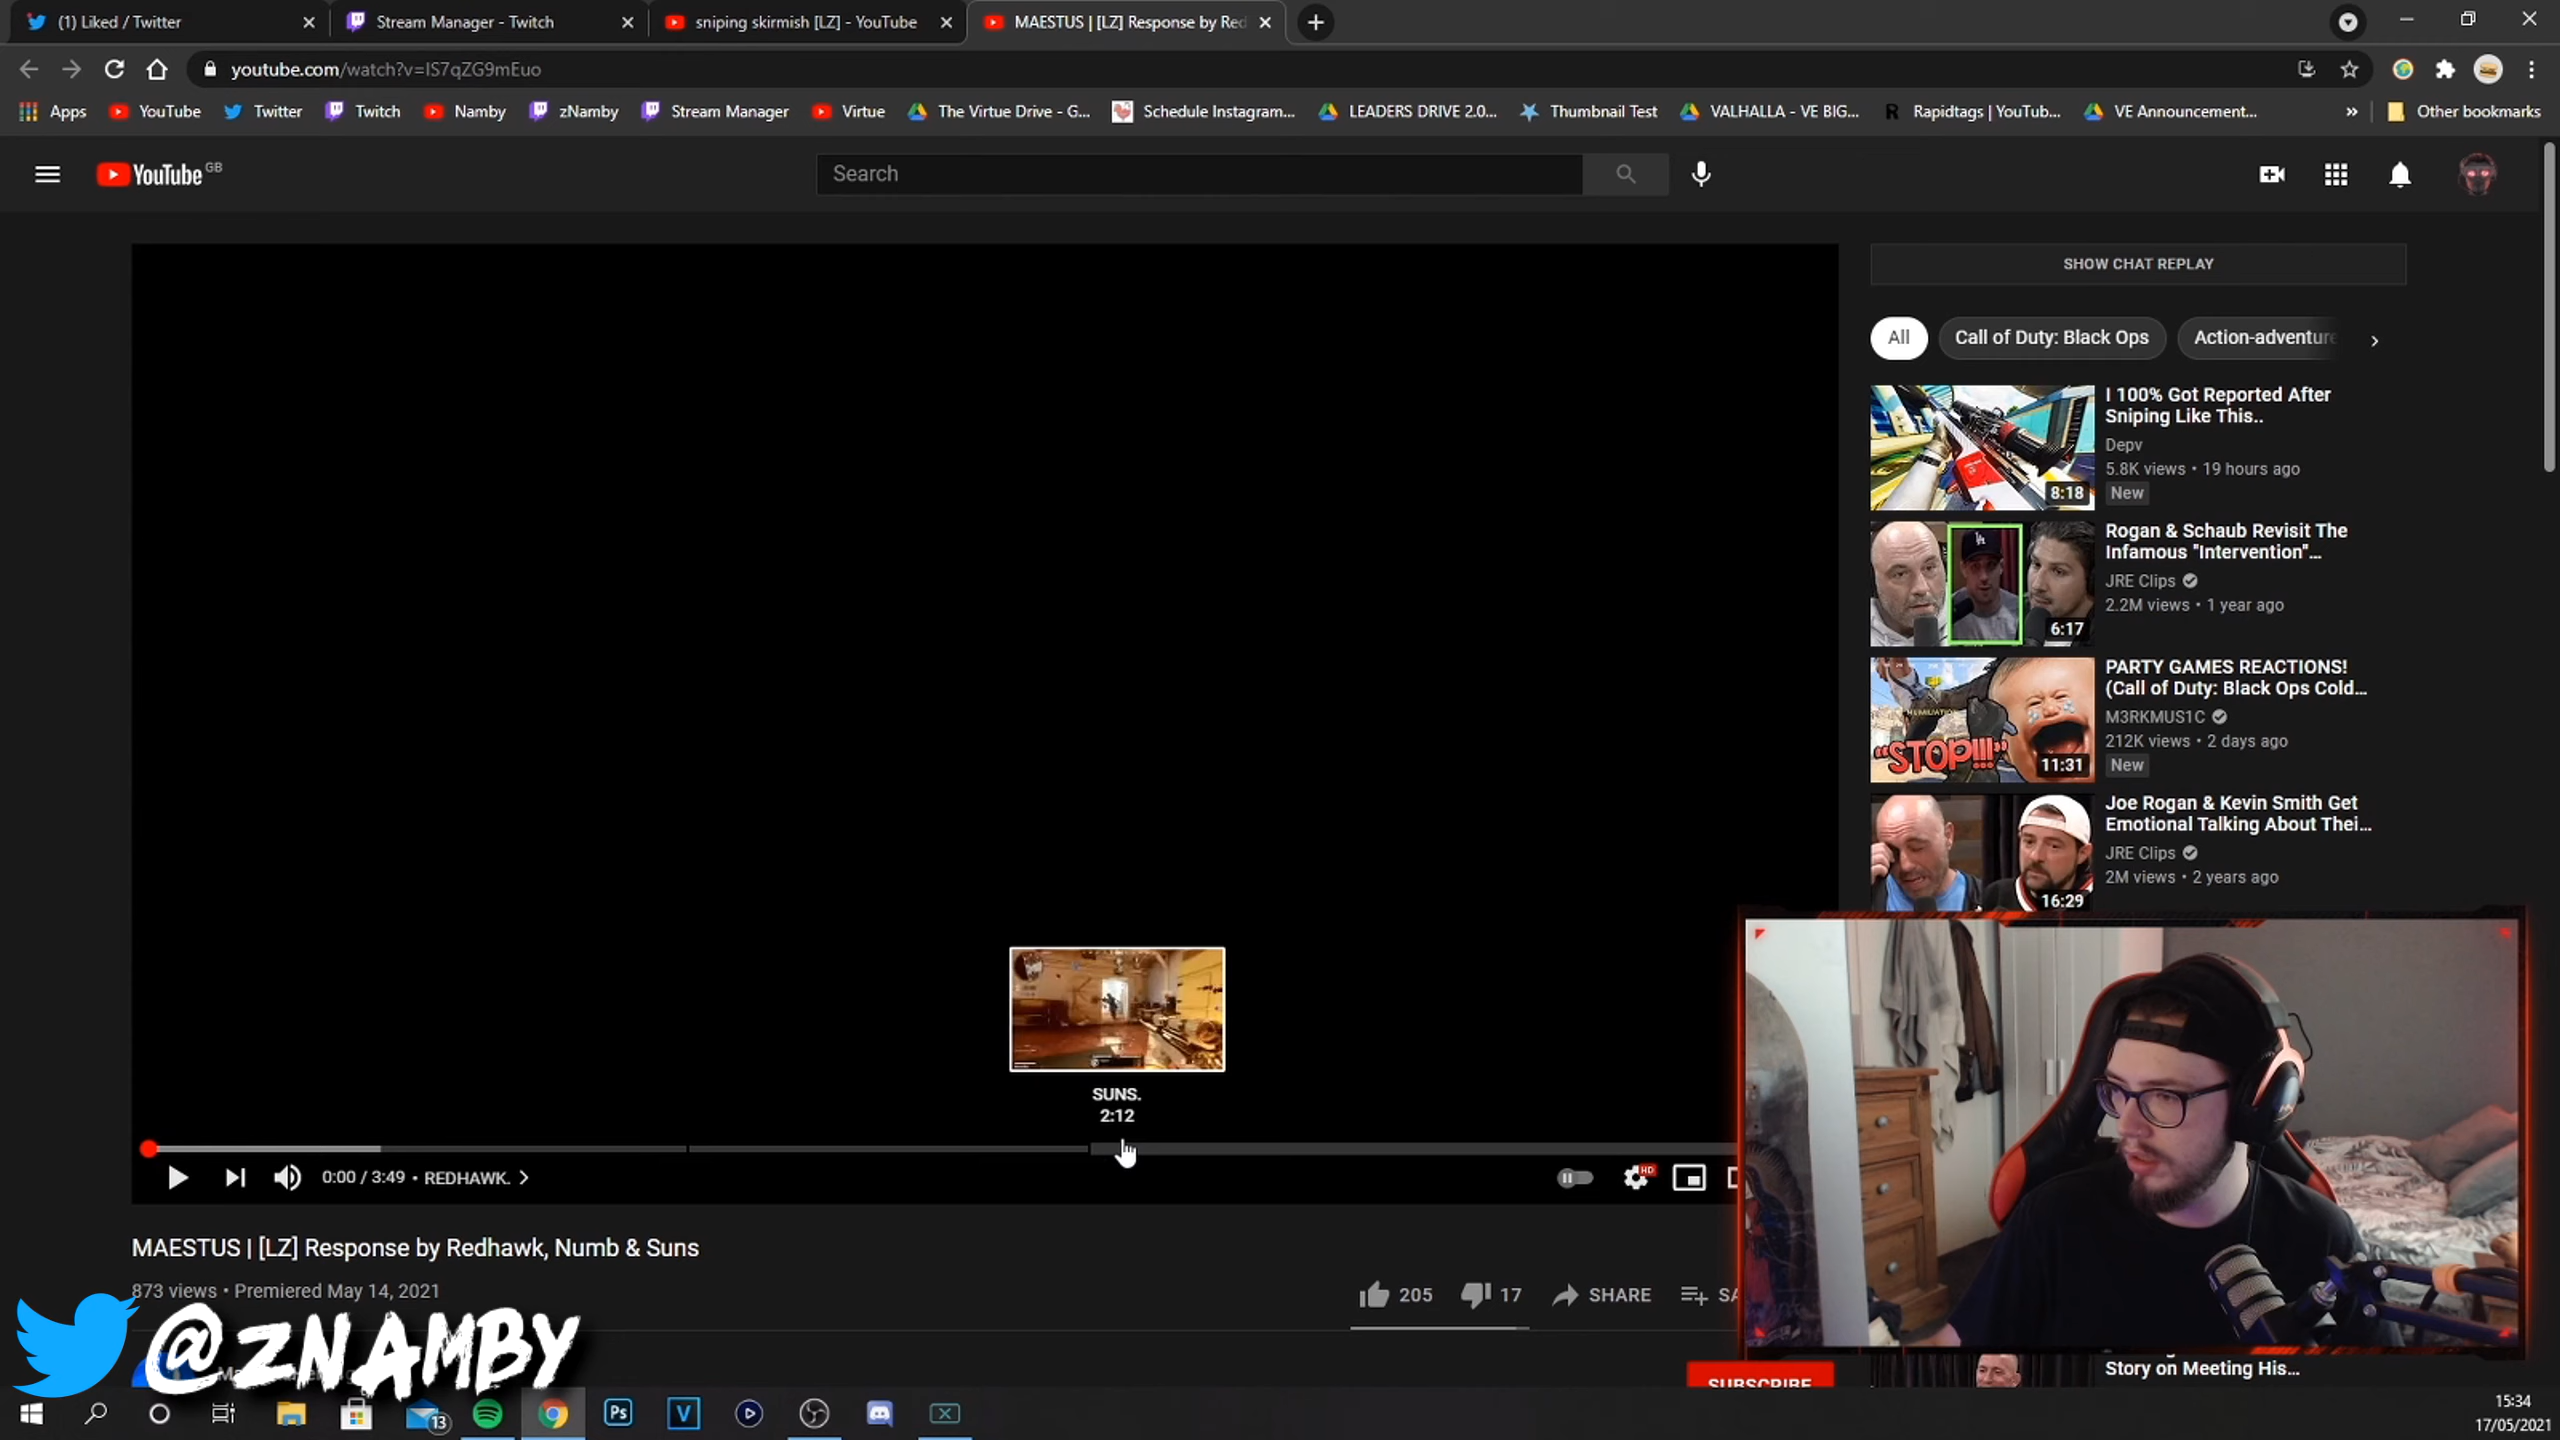 (1) Liked / Twitter
Stream Manager - Twitch
sniping skirmish [LZ] - YouTube
MAESTUS | [LZ] Response by Red
youtube.com/watch?v=IS7qZG9mEuo
Apps YouTube Twitter Twitch Namby zNamby Stream Manager Virtue The Virtue Drive - G... Schedule Instagram... LEADERS DRIVE 2.0... Thumbnail Test VALHALLA - VE BIG... Rapidtags | YouTub... VE Announcement... » Other bookmarks
YouTube GB
Search
SHOW CHAT REPLAY
All Call of Duty: Black Ops Action-adventure
I 100% Got Reported After
Sniping Like This..
Depv
5.8K views • 19 hours ago
New
8:18
Rogan & Schaub Revisit The
Infamous "Intervention"...
JRE Clips
2.2M views • 1 year ago
6:17
PARTY GAMES REACTIONS!
(Call of Duty: Black Ops Cold...
M3RKMUS1C
212K views • 2 days ago
New
"STOP!!!"
11:31
Joe Rogan & Kevin Smith Get
Emotional Talking About Thei...
JRE Clips
2M views • 2 years ago
16:29
SUNS.
2:12
0:00 / 3:49 • REDHAWK.
HD
MAESTUS | [LZ] Response by Redhawk, Numb & Suns
873 views • Premiered May 14, 2021
205 17 SHARE SA
@zNAMBY
SUBSCRIBE
Story on Meeting His...
13
Ps
V
15:34
17/05/2021